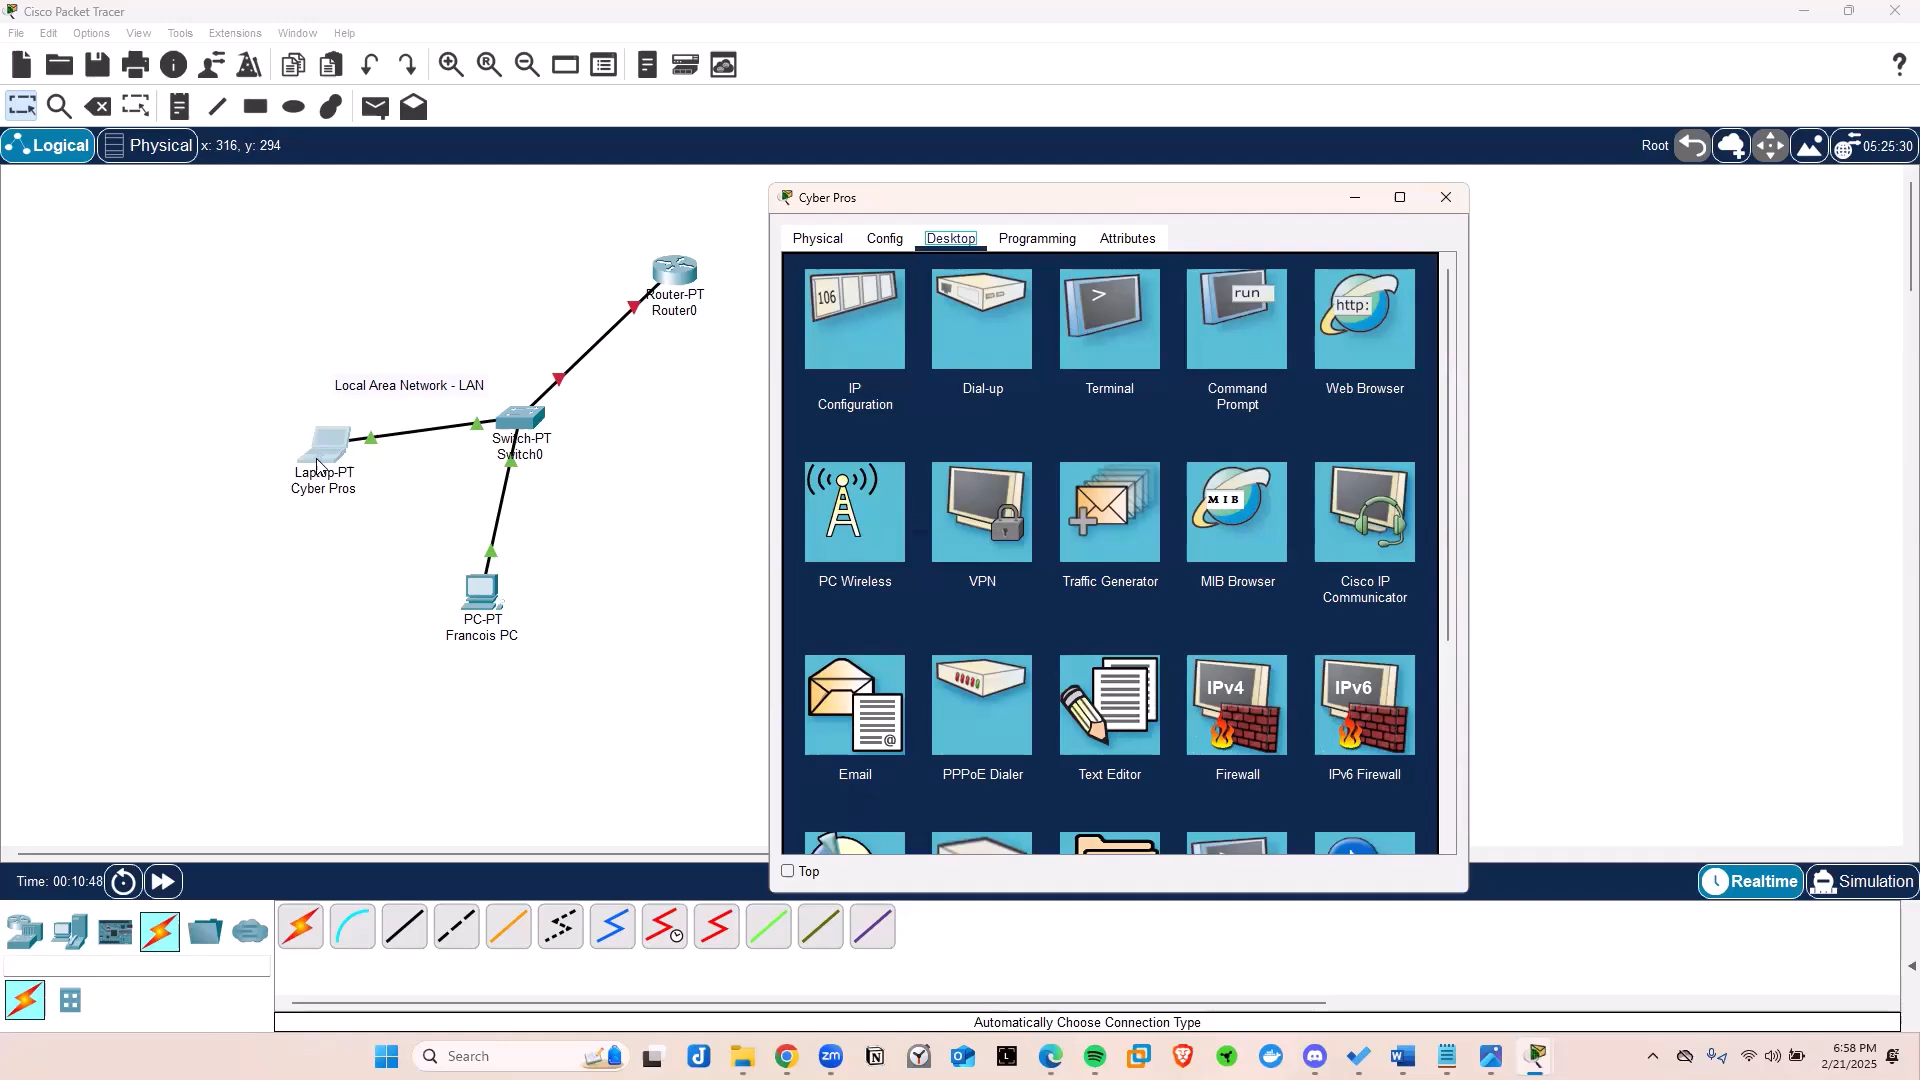 Cisco Packet Tracer
File Edit Options View Tools Extensions Window Help
Logical Physical x: 316, y: 294
Root 05:25:30
Cyber Pros
Physical Config Desktop Programming Attributes
106
run
http:
IP Configuration
Dial-up
Terminal
Command Prompt
Web Browser
MIB
PC Wireless
VPN
Traffic Generator
MIB Browser
Cisco IP Communicator
@
IPv4
IPv6
Email
PPPoE Dialer
Text Editor
Firewall
IPv6 Firewall
Top
Router-PT
Router0
Local Area Network - LAN
Switch-PT
Switch0
Laptop-PT
Cyber Pros
PC-PT
Francois PC
Time: 00:10:48
Realtime Simulation
Automatically Choose Connection Type
Search
zm
6:58 PM
2/21/2025